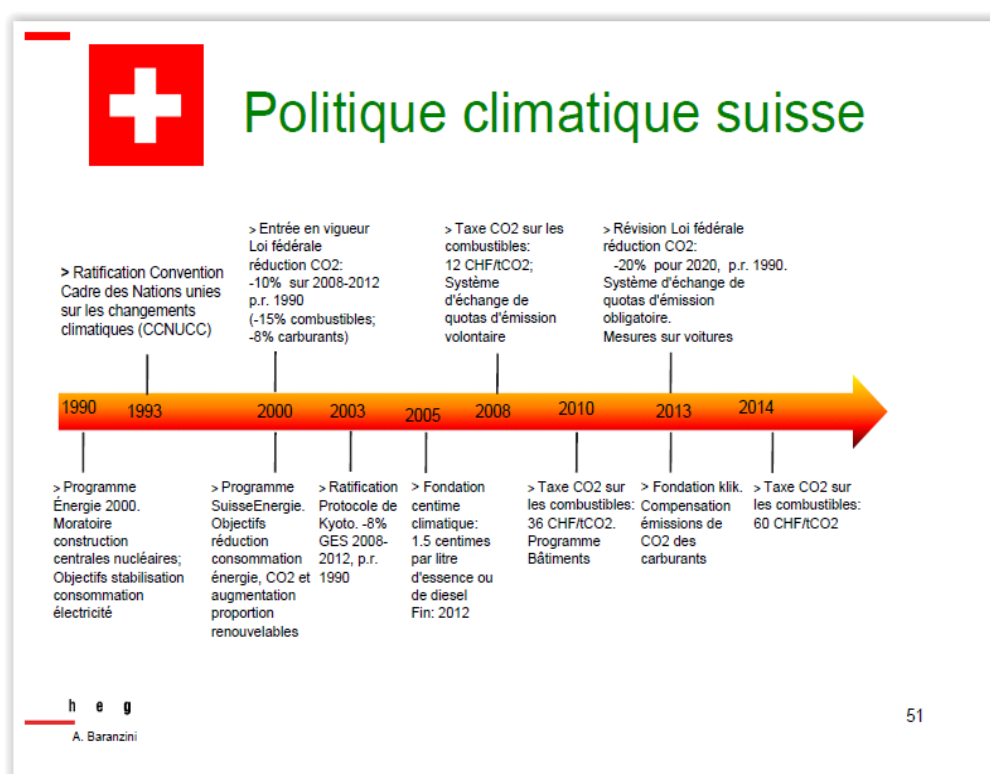 Politique climatique suisse
> Ratification Convention
Cadre des Nations unies
sur les changements
climatiques (CCNUCC)
> Entrée en vigueur
Loi fédérale
réduction CO2:
-10% sur 2008-2012
p.r. 1990
(-15% combustibles;
-8% carburants)
> Taxe CO2 sur les
combustibles:
12 CHF/tCO2;
Système
d'échange de
quotas d'émission
volontaire
> Révision Loi fédérale
réduction CO2:
-20% pour 2020, p.r. 1990.
Système d'échange de
quotas d'émission
obligatoire.
Mesures sur voitures
1990 1993 2000 2003 2005 2008 2010 2013 2014
> Programme
Énergie 2000.
Moratoire
construction
centrales nucléaires;
Objectifs stabilisation
consommation
électricité
> Programme
SuisseEnergie.
Objectifs
réduction
consommation
énergie, CO2 et
augmentation
proportion
renouvelables
> Ratification
Protocole de
Kyoto. -8%
GES 2008-
2012, p.r.
1990
> Fondation
centime
climatique:
1.5 centimes
par litre
d'essence ou
de diesel
Fin: 2012
> Taxe CO2 sur
les combustibles:
36 CHF/tCO2.
Programme
Bâtiments
> Fondation klik.
Compensation
émissions de
CO2 des
carburants
> Taxe CO2 sur
les combustibles:
60 CHF/tCO2
h e g
A. Baranzini
51